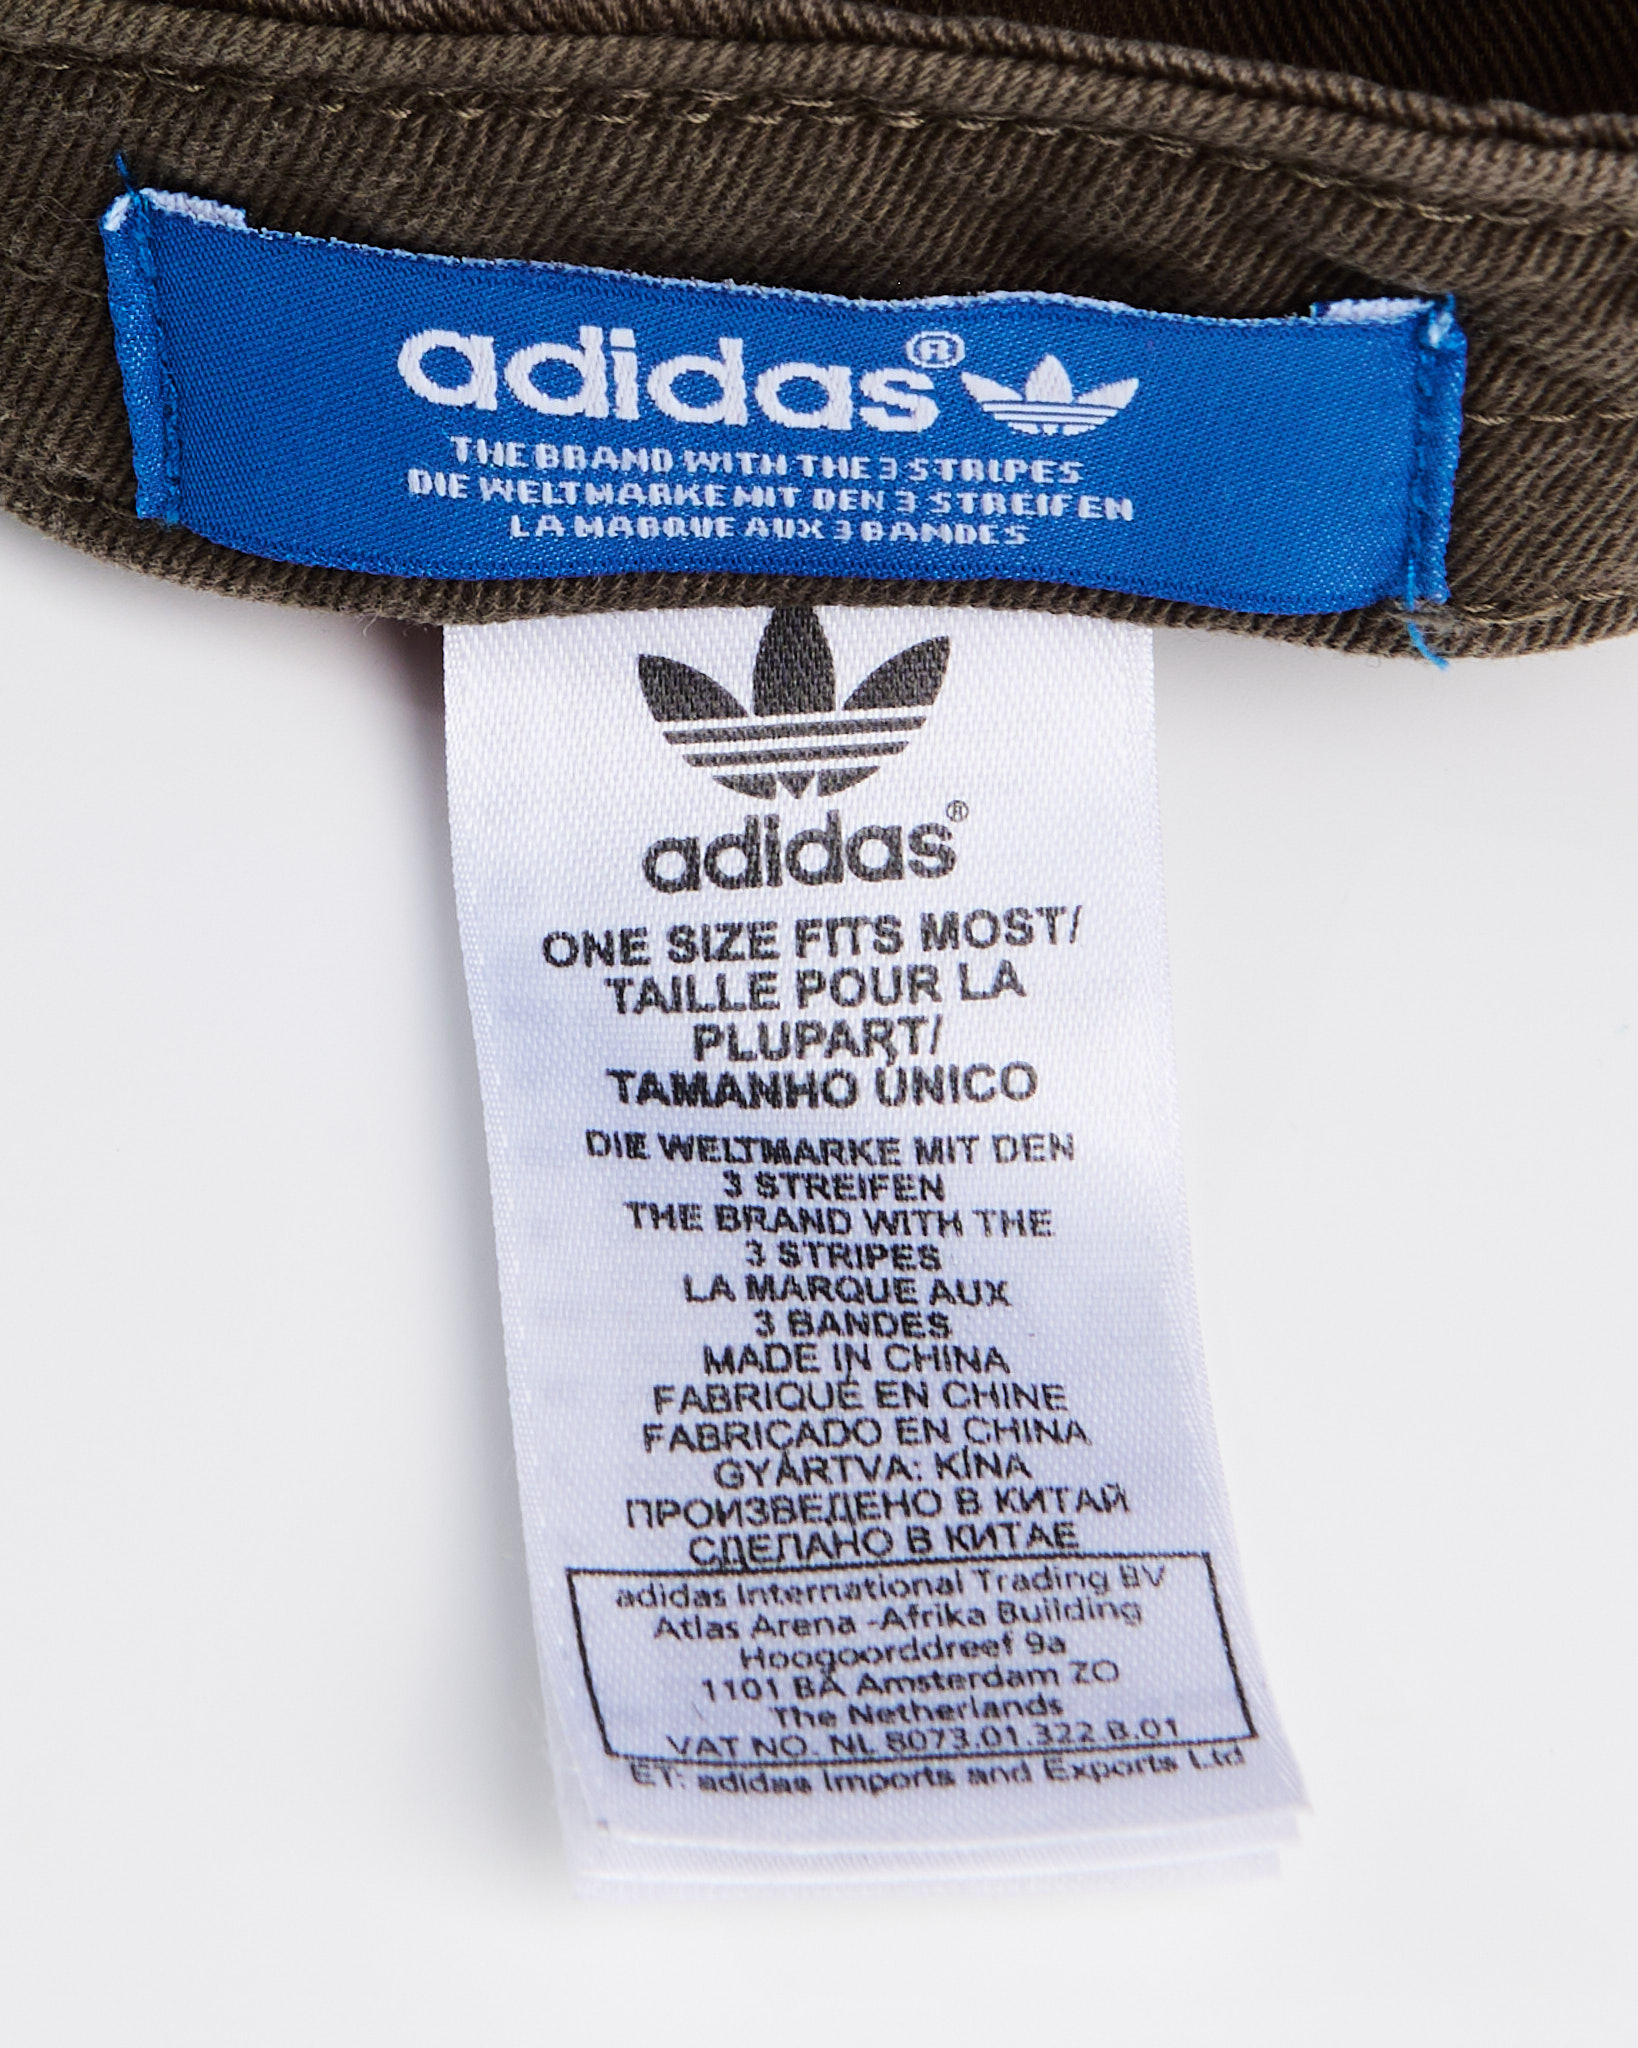 adidas®
THE BRAND WITH THE 3 STRIPES
DIE WELTMARKE MIT DEN 3 STREIFEN
LA MARQUE AUX 3 BANDES
adidas®
ONE SIZE FITS MOST/
TAILLE POUR LA
PLUPART/
TAMANHO ÚNICO
DIE WELTMARKE MIT DEN
3 STREIFEN
THE BRAND WITH THE
3 STRIPES
LA MARQUE AUX
3 BANDES
MADE IN CHINA
FABRIQUÉ EN CHINE
FABRICADO EN CHINA
GYÁRTVA: KÍNA
ПРОИЗВЕДЕНО В КИТАЙ
СДЕЛАНО В КИТАЕ
adidas International Trading BV
Atlas Arena -Afrika Building
Hoogoorddreef 9a
1101 BA Amsterdam ZO
The Netherlands
VAT NO. NL 8073.01.322.B.01
ET: adidas Imports and Exports Ltd